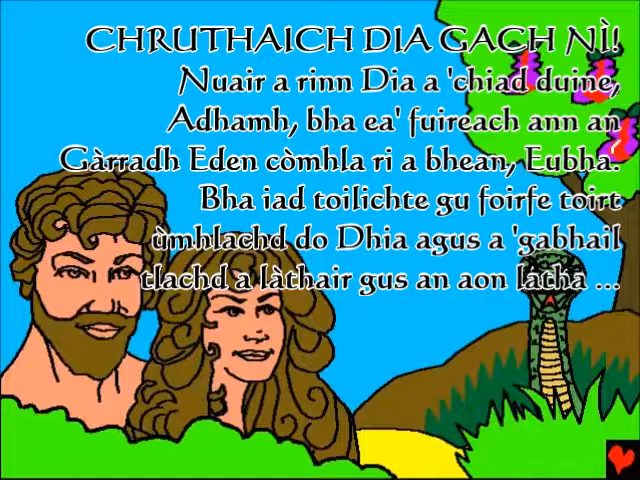 CHRUTHAICH DIA GACH NÌ!
Nuair a rinn Dia a 'chiad duine,
Adhamh, bha ea' fuireach ann an
Gàrradh Eden còmhla ri a bhean, Eubha.
Bha iad toilichte gu foirfe toirt
ùmhlachd do Dhia agus a 'gabhail
tlachd a làthair gus an aon latha ...